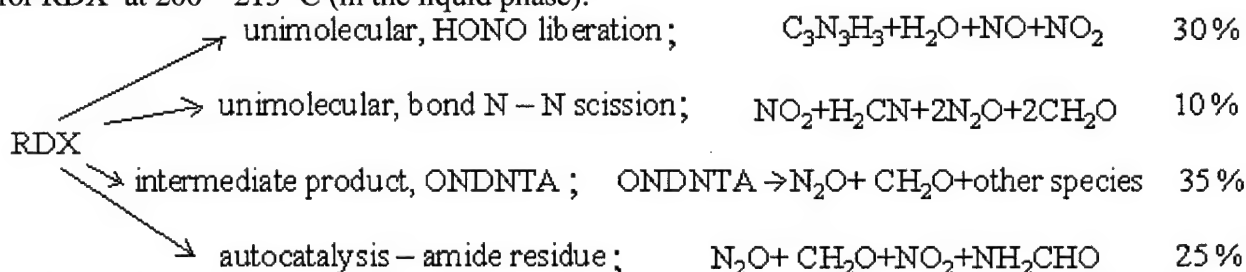 for RDX at 200 – 215 °C (in the liquid phase).
unimolecular, HONO liberation; C₃N₃H₃+H₂O+NO+NO₂ 30%
unimolecular, bond N – N scission; NO₂+H₂CN+2N₂O+2CH₂O 10%
RDX
intermediate product, ONDNTA; ONDNTA →N₂O+ CH₂O+other species 35%
autocatalysis – amide residue; N₂O+ CH₂O+NO₂+NH₂CHO 25%